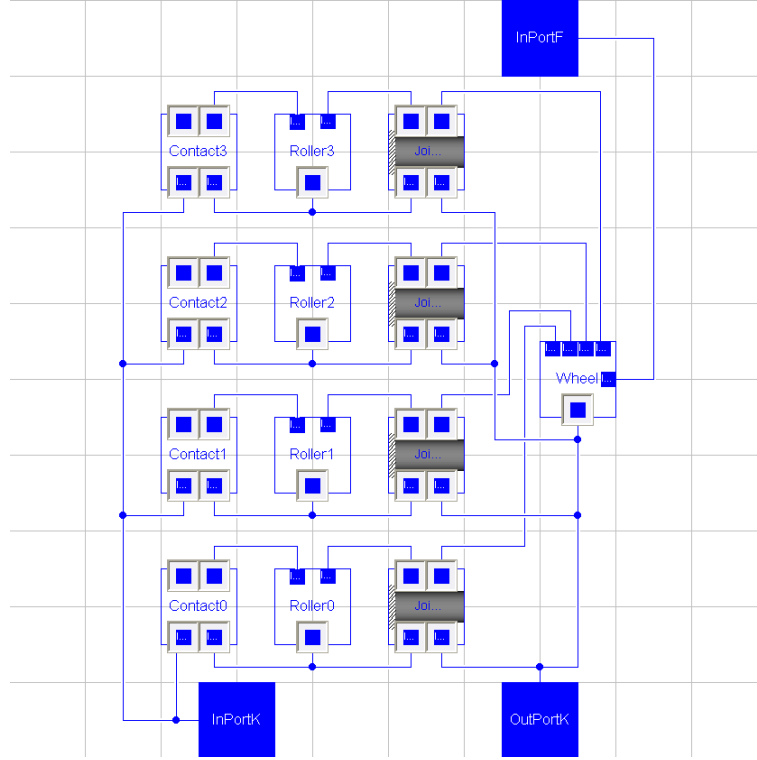 InPortF
Contact3
I...
I...
I...
Roller3
I...
Joi...
I...
I...
I...
I...
Contact2
Roller2
Joi...
I...
I...
I...
I...
I...
I...
I...
I...
Wheel
I...
I...
I...
Contact1
Roller1
Joi...
I...
I...
I...
I...
I...
I...
Contact0
Roller0
Joi...
I...
I...
I...
I...
InPortK
OutPortK